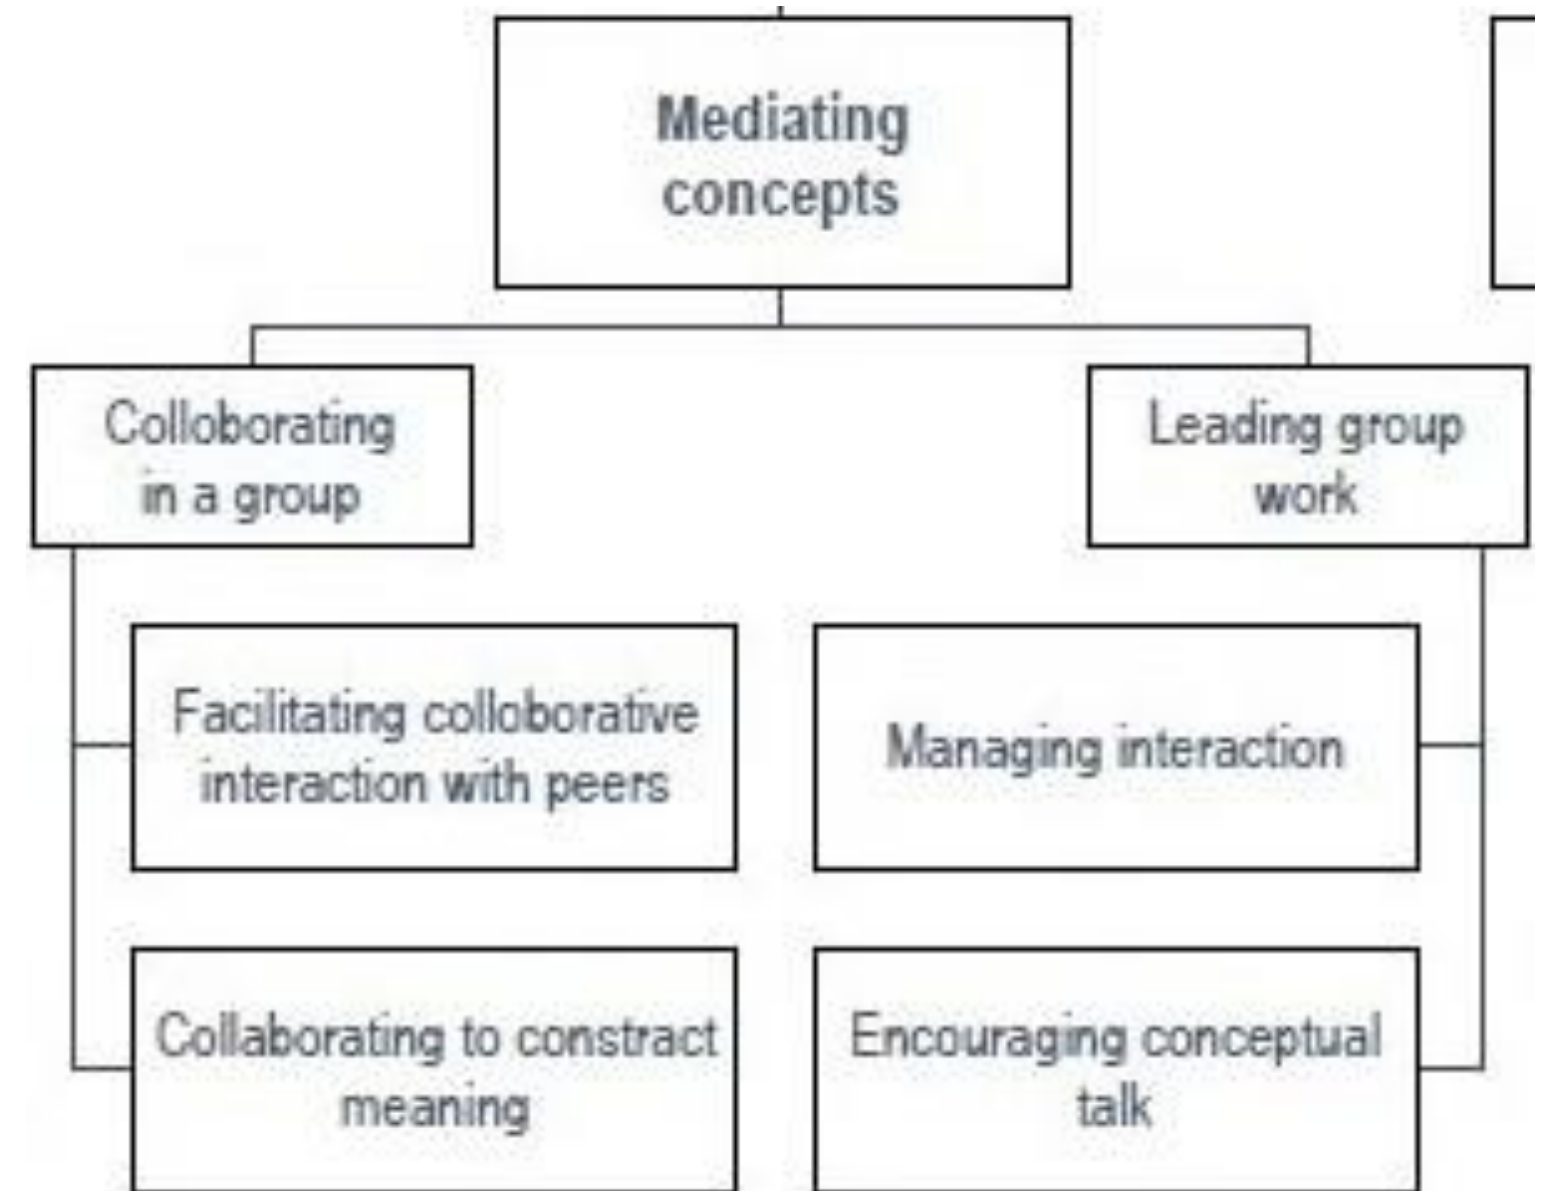 Mediating
concepts
Colloborating
in a group
Leading group
work
Facilitating colloborative
interaction with peers
Managing interaction
Collaborating to constract
meaning
Encouraging conceptual
talk